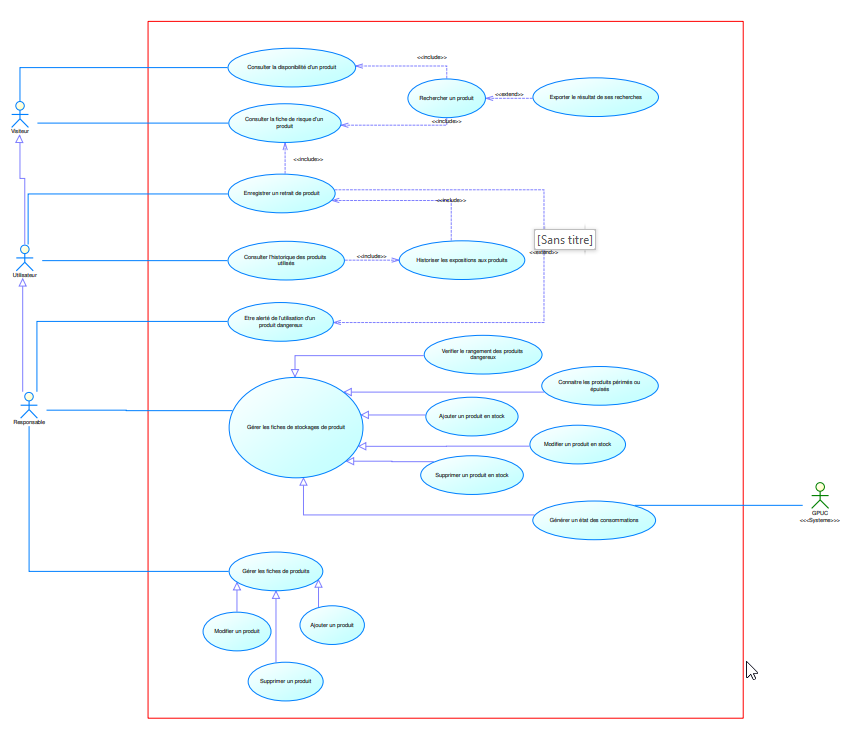 Consulter la disponibilité d'un produit
<<include>>
Rechercher un produit
<<extend>>
Exporter le résultat de ses recherches
Visiteur
Consulter la fiche de risque d'un
produit
<<include>>
<<include>>
Enregistrer un retrait de produit
<<include>>
[Sans titre]
<<extend>>
Utilisateur
Consulter l'historique des produits
utilisés
<<include>>
Historiser les expositions aux produits
Etre alerté de l'utilisation d'un
produit dangereux
Verifier le rangement des produits
dangereux
Connaitre les produits périmés ou
épuisés
Responsable
Gérer les fiches de stockages de produit
Ajouter un produit en stock
Modifier un produit en stock
Supprimer un produit en stock
Générer un état des consommations
GPUC
<<<Systeme>>>
Gérer les fiches de produits
Modifier un produit
Ajouter un produit
Supprimer un produit